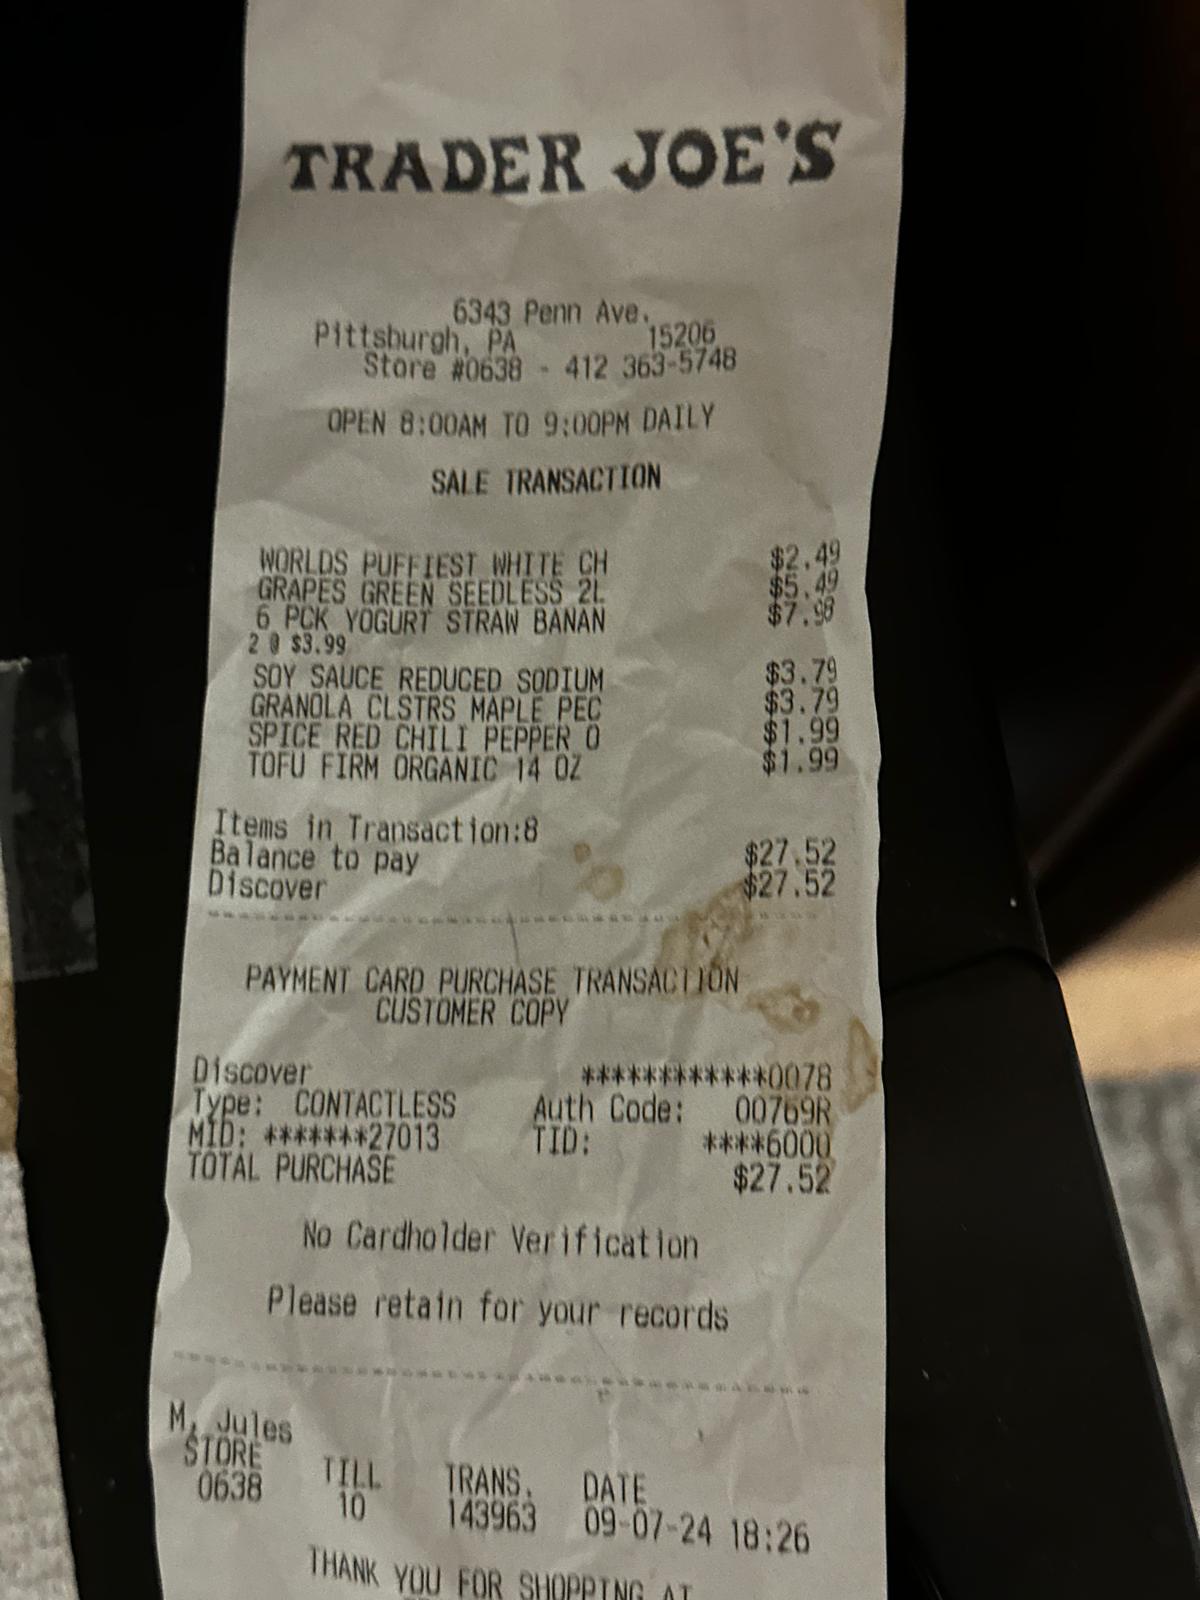 TRADER JOE'S
6343 Penn Ave.
Pittsburgh, PA 15206
Store #0638 - 412 363-5748
OPEN 8:00AM TO 9:00PM DAILY
SALE TRANSACTION
WORLDS PUFFIEST WHITE CH $2.49
GRAPES GREEN SEEDLESS 2L $5.49
6 PCK YOGURT STRAW BANAN $7.98
2 @ $3.99
SOY SAUCE REDUCED SODIUM $3.79
GRANOLA CLSTRS MAPLE PEC $3.79
SPICE RED CHILI PEPPER O $1.99
TOFU FIRM ORGANIC 14 OZ $1.99
Items in Transaction:8
Balance to pay $27.52
Discover $27.52
PAYMENT CARD PURCHASE TRANSACTION
CUSTOMER COPY
Discover ************0078
Type: CONTACTLESS Auth Code: 00769R
MID: *******27013 TID: ****6000
TOTAL PURCHASE $27.52
No Cardholder Verification
Please retain for your records
M, Jules
STORE TILL TRANS. DATE
0638 10 143963 09-07-24 18:26
THANK YOU FOR SHOPPING AT